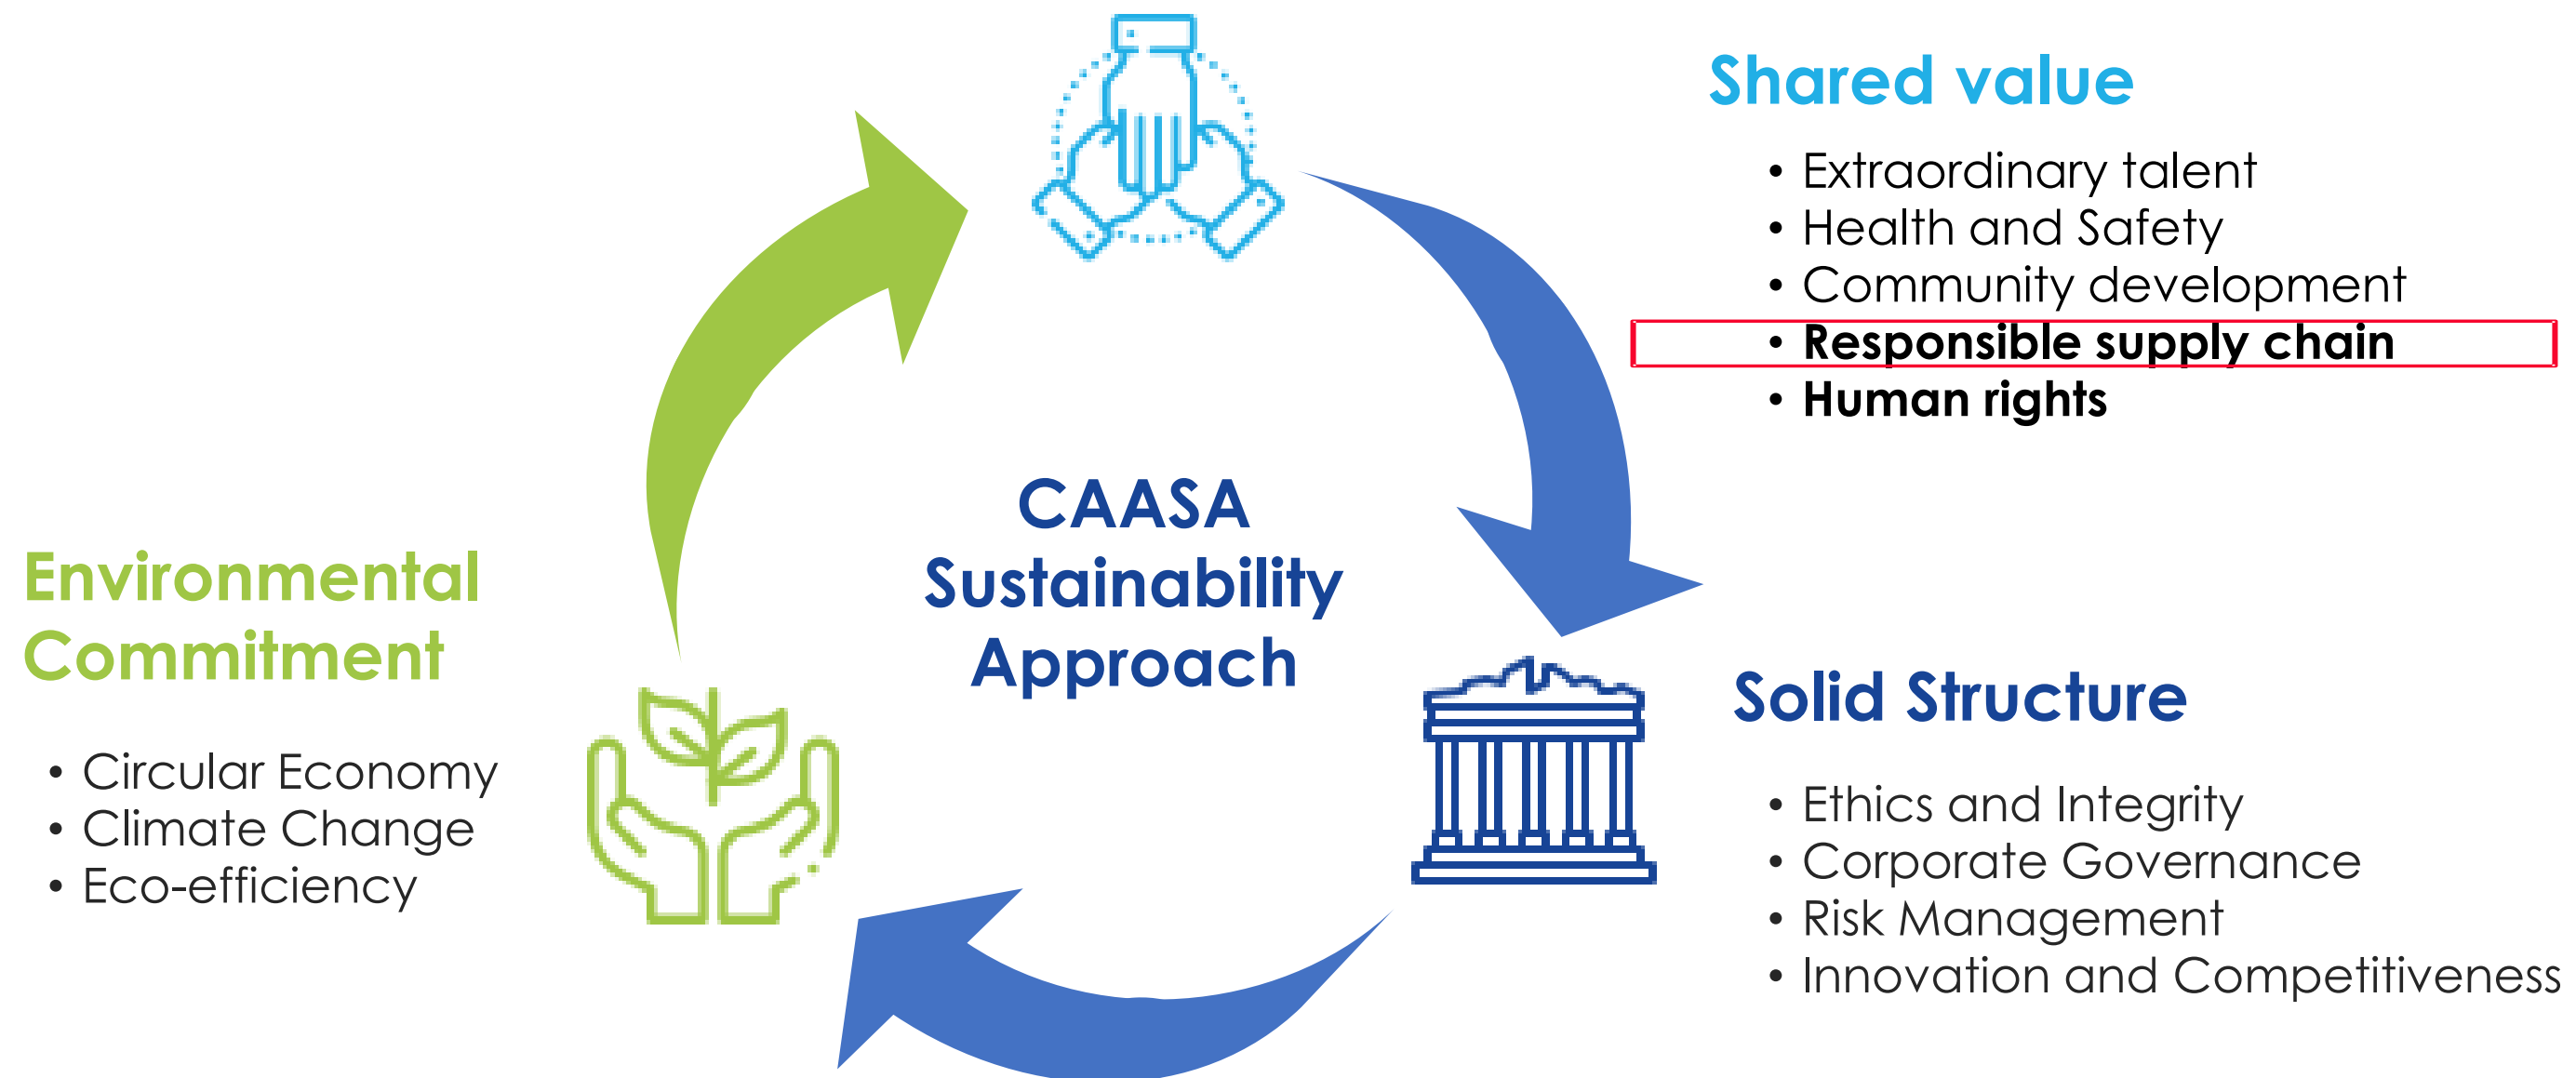 Shared value
• Extraordinary talent
• Health and Safety
• Community development
• Responsible supply chain
• Human rights
CAASA
Sustainability
Approach
Environmental
Commitment
• Circular Economy
• Climate Change
• Eco-efficiency
Solid Structure
• Ethics and Integrity
• Corporate Governance
• Risk Management
• Innovation and Competitiveness